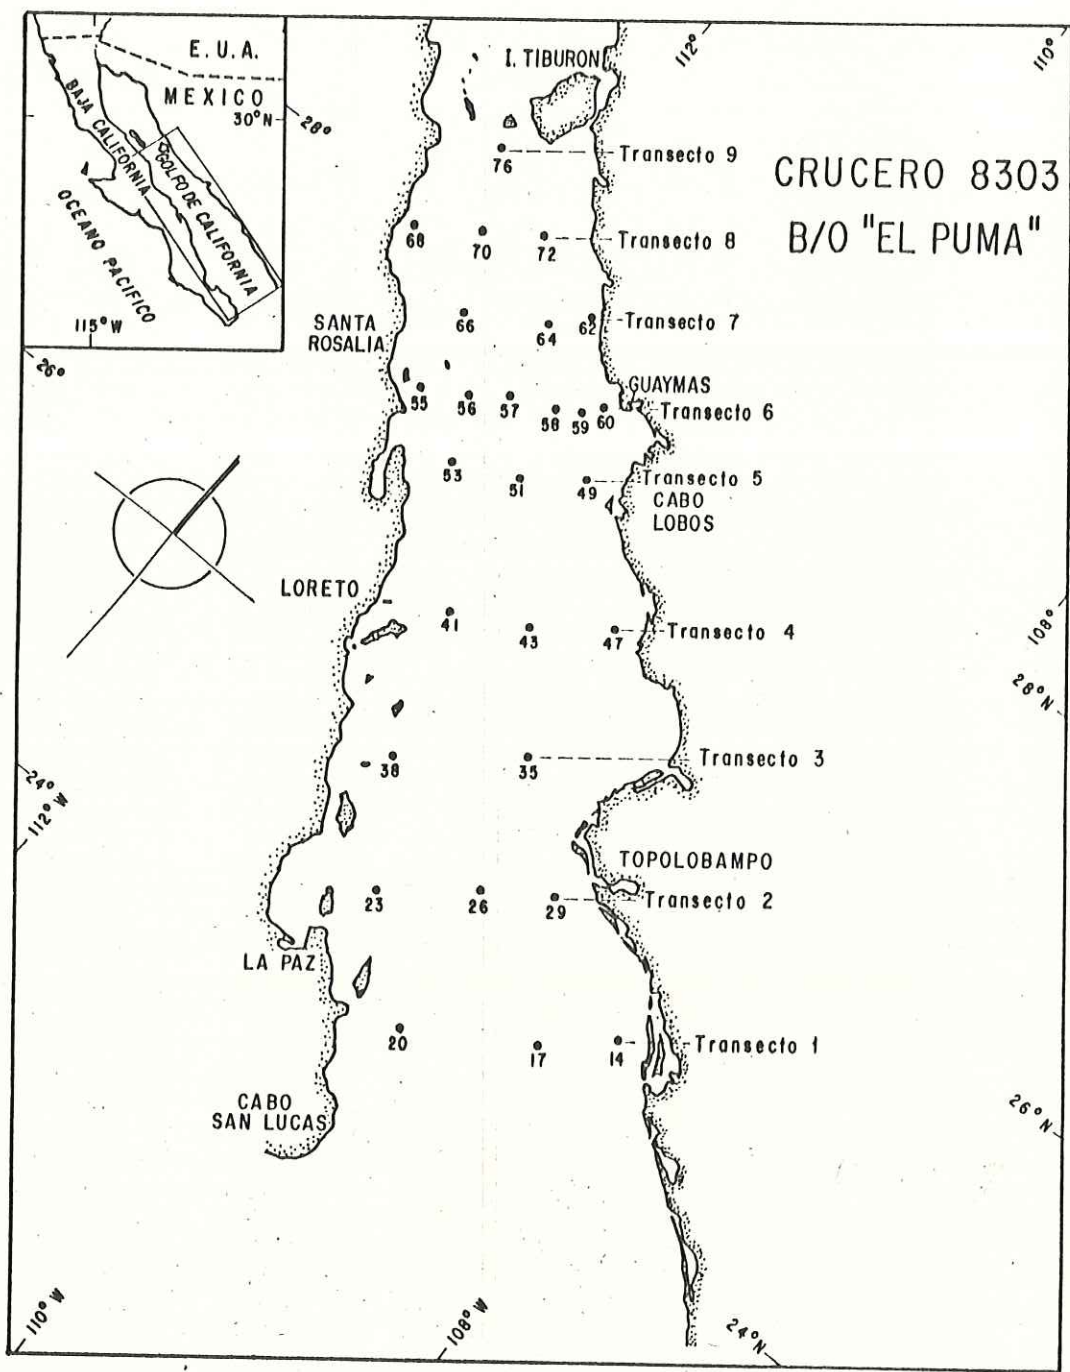 E. U. A.
MEXICO
30°N
BAJA CALIFORNIA
GOLFO DE CALIFORNIA
OCEANO PACIFICO
115°W
I. TIBURON
112°
110°
28°
76
Transecto 9
CRUCERO 8303
B/O "EL PUMA"
68
70
72
Transecto 8
SANTA
ROSALIA
66
64
62
Transecto 7
26°
GUAYMAS
55
56
57
58
59
60
Transecto 6
53
51
49
Transecto 5
CABO
LOBOS
LORETO
41
43
47
Transecto 4
108°
28°N
38
35
Transecto 3
24°
112°W
TOPOLOBAMPO
23
26
29
Transecto 2
LA PAZ
20
17
14
Transecto 1
CABO
SAN LUCAS
26°N
110°W
108°W
24°N